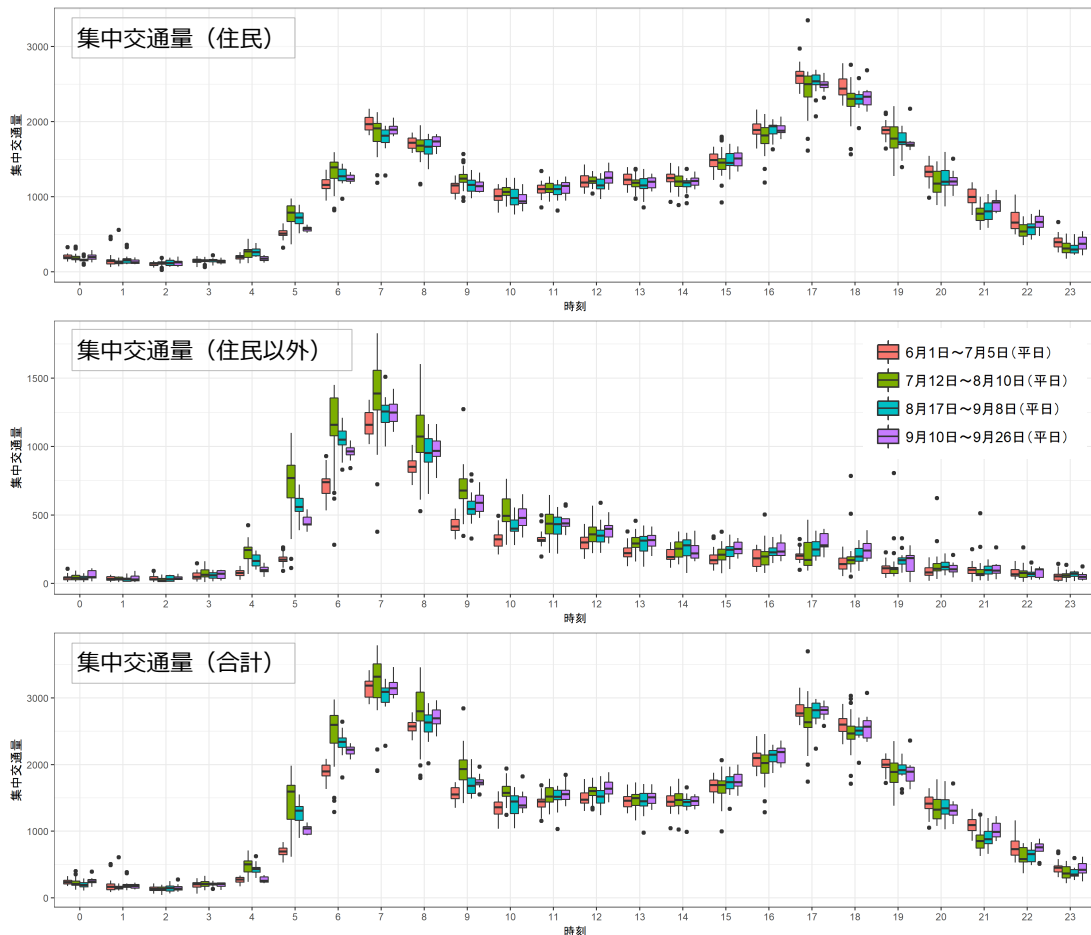 集中交通量（住民）
集中交通量
3000
2000
1000
0
0 1 2 3 4 5 6 7 8 9 10 11 12 13 14 15 16 17 18 19 20 21 22 23
時刻
集中交通量（住民以外）
6月1日～7月5日（平日）
7月12日～8月10日（平日）
8月17日～9月8日（平日）
9月10日～9月26日（平日）
集中交通量
1500
1000
500
0
0 1 2 3 4 5 6 7 8 9 10 11 12 13 14 15 16 17 18 19 20 21 22 23
時刻
集中交通量（合計）
集中交通量
3000
2000
1000
0
0 1 2 3 4 5 6 7 8 9 10 11 12 13 14 15 16 17 18 19 20 21 22 23
時刻